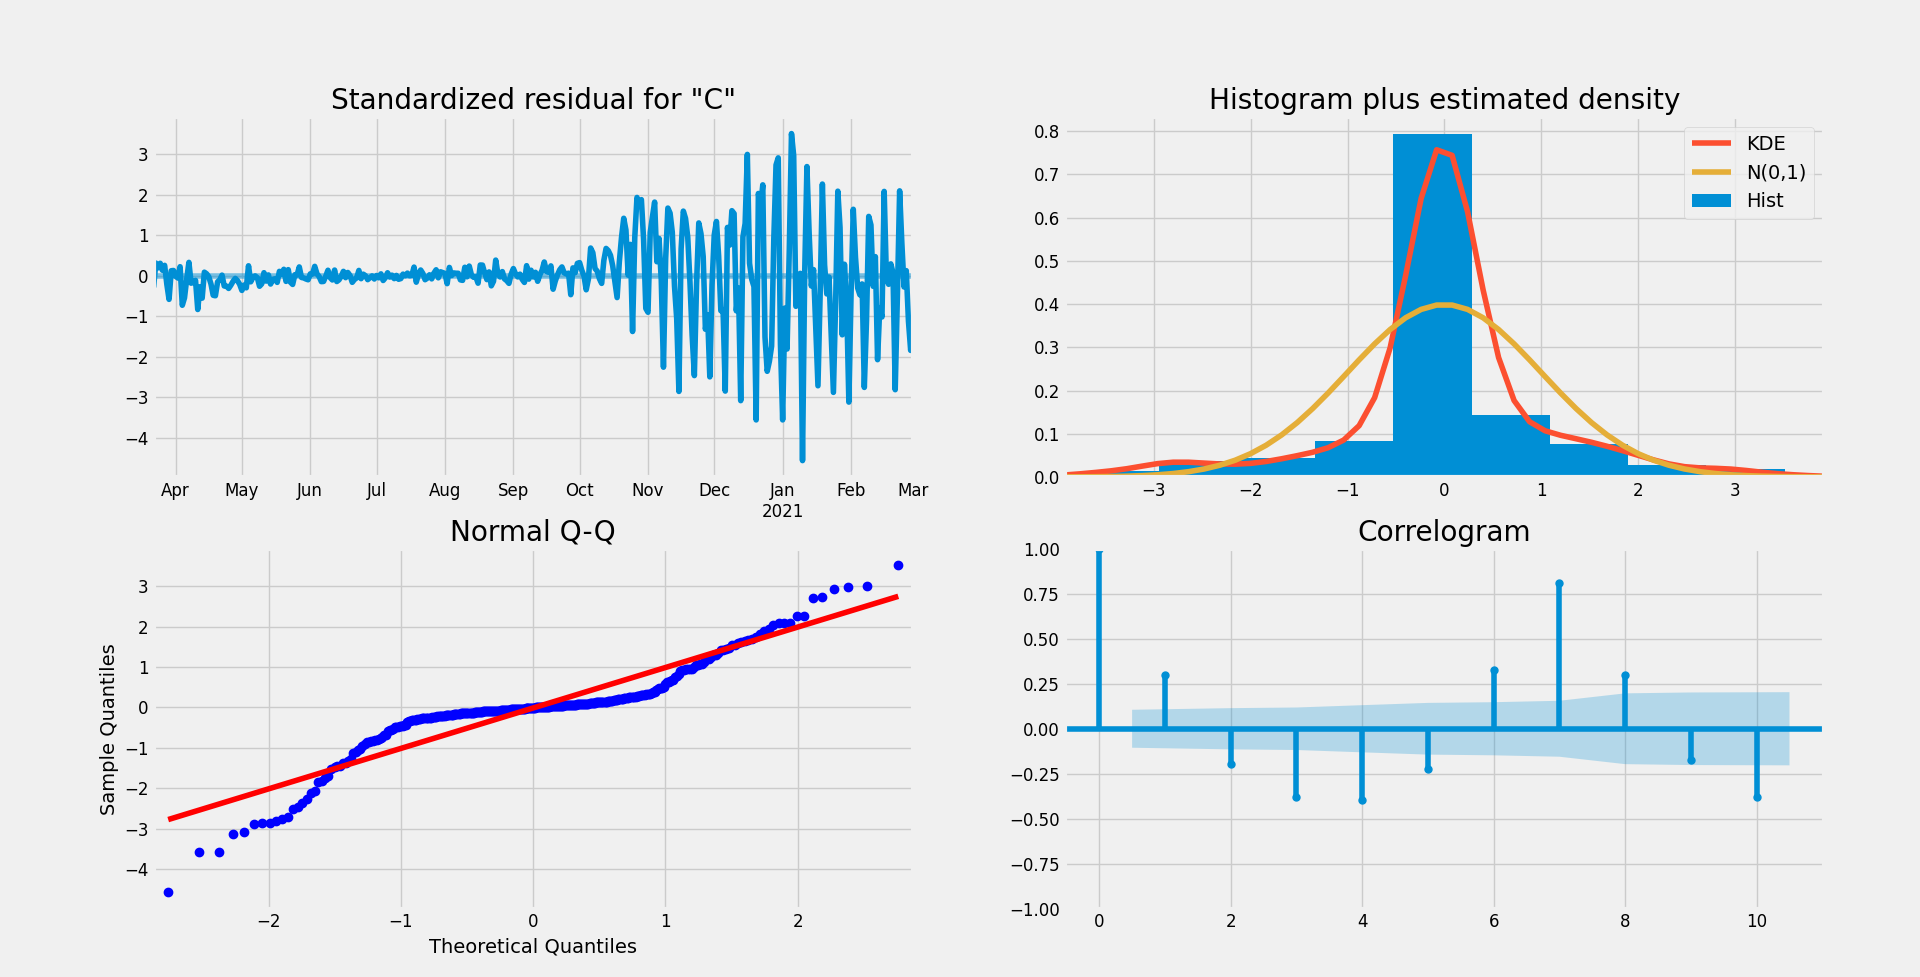 Standardized residual for "C"
3
2
1
0
−1
−2
−3
−4
Apr May Jun Jul Aug Sep Oct Nov Dec Jan Feb Mar
2021
Histogram plus estimated density
0.8
0.7
0.6
0.5
0.4
0.3
0.2
0.1
0.0
−3 −2 −1 0 1 2 3
KDE
N(0,1)
Hist
Normal Q-Q
Sample Quantiles
3
2
1
0
−1
−2
−3
−4
−2 −1 0 1 2
Theoretical Quantiles
Correlogram
1.00
0.75
0.50
0.25
0.00
−0.25
−0.50
−0.75
−1.00
0 2 4 6 8 10